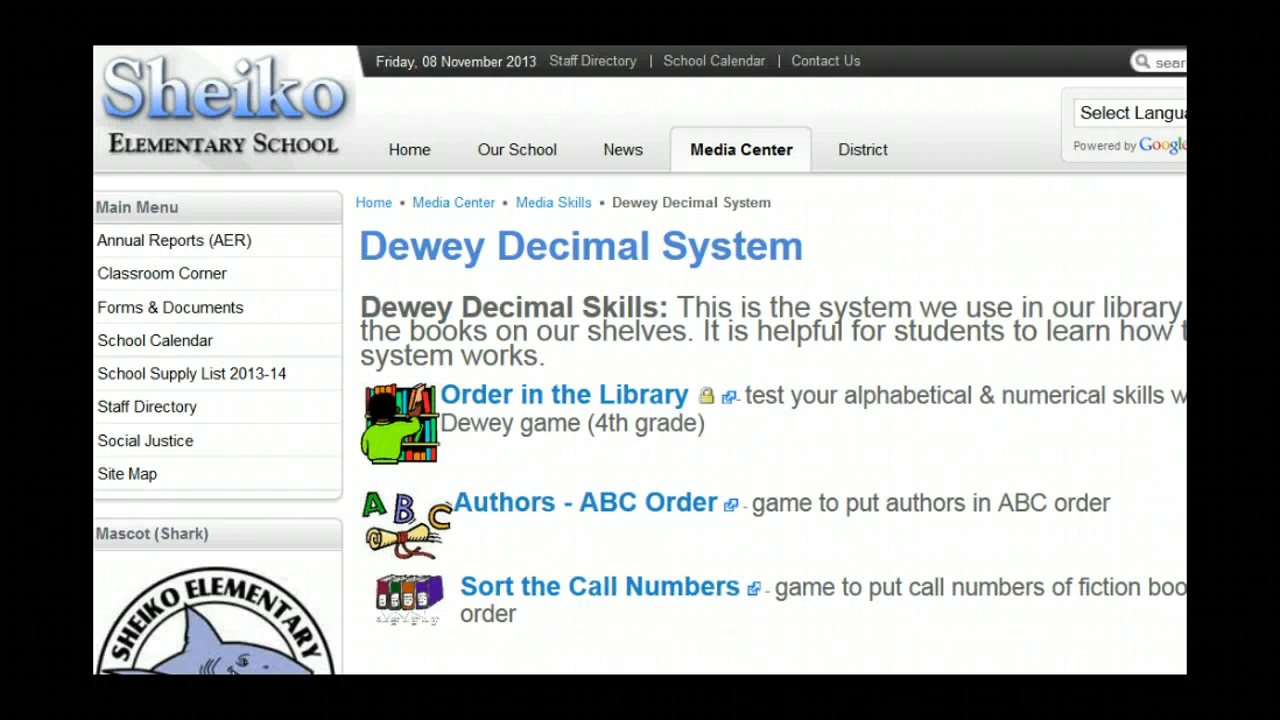 Sheiko
ELEMENTARY SCHOOL
Friday, 08 November 2013 Staff Directory | School Calendar | Contact Us
sear
Select Langua
Powered by Google
Home Our School News Media Center District
Main Menu
Annual Reports (AER)
Classroom Corner
Forms & Documents
School Calendar
School Supply List 2013-14
Staff Directory
Social Justice
Site Map
Mascot (Shark)
SHEIKO ELEMENTARY
Home • Media Center • Media Skills • Dewey Decimal System
Dewey Decimal System
Dewey Decimal Skills: This is the system we use in our library
the books on our shelves. It is helpful for students to learn how t
system works.
Order in the Library - test your alphabetical & numerical skills w
Dewey game (4th grade)
A B C
Authors - ABC Order - game to put authors in ABC order
Sort the Call Numbers - game to put call numbers of fiction boo
order